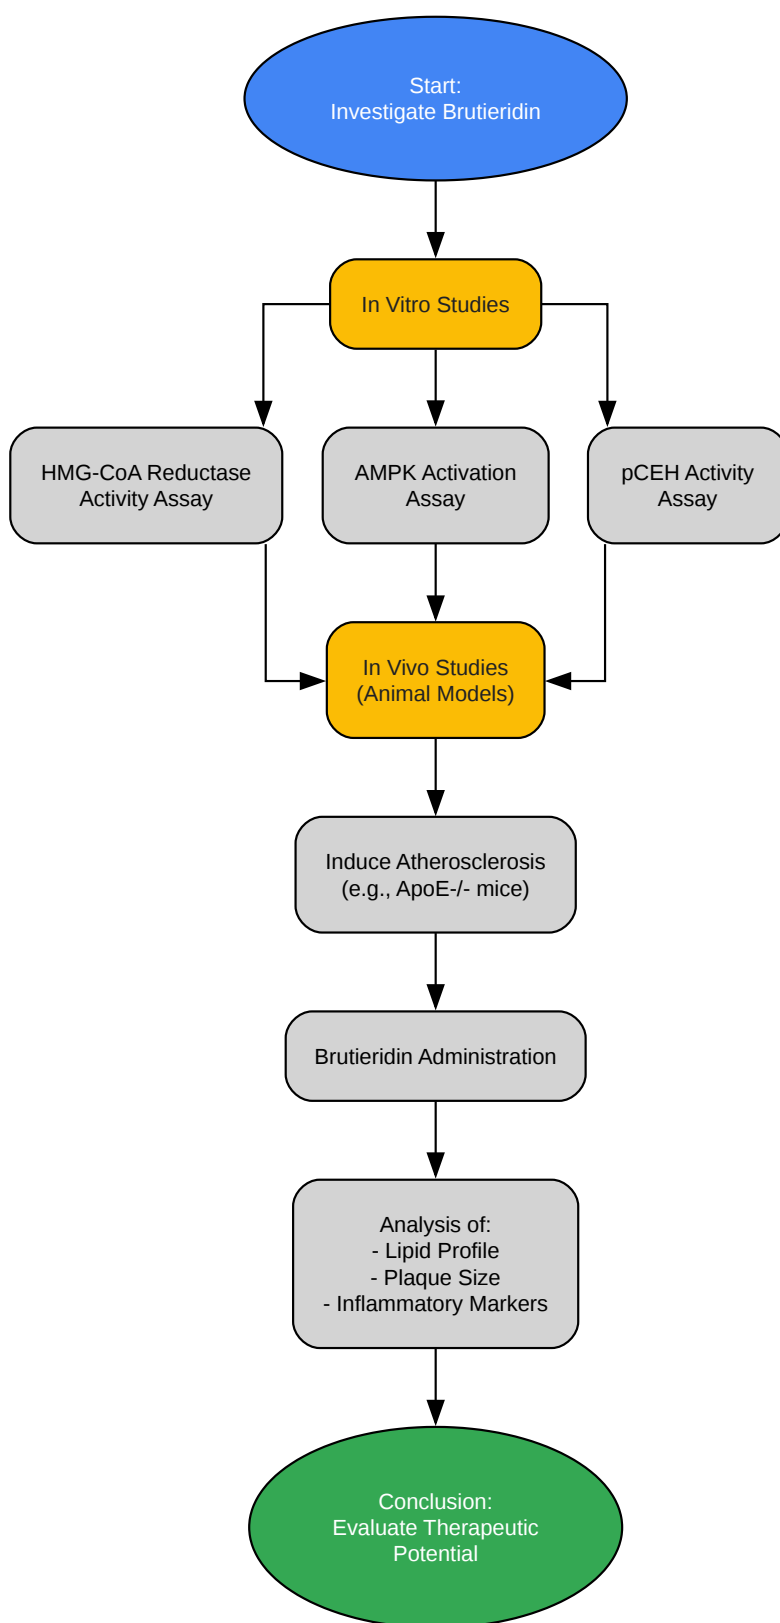 Start:
Investigate Brutieridin
In Vitro Studies
HMG-CoA Reductase
Activity Assay
AMPK Activation
Assay
pCEH Activity
Assay
In Vivo Studies
(Animal Models)
Induce Atherosclerosis
(e.g., ApoE-/- mice)
Brutieridin Administration
Analysis of:
- Lipid Profile
- Plaque Size
- Inflammatory Markers
Conclusion:
Evaluate Therapeutic
Potential